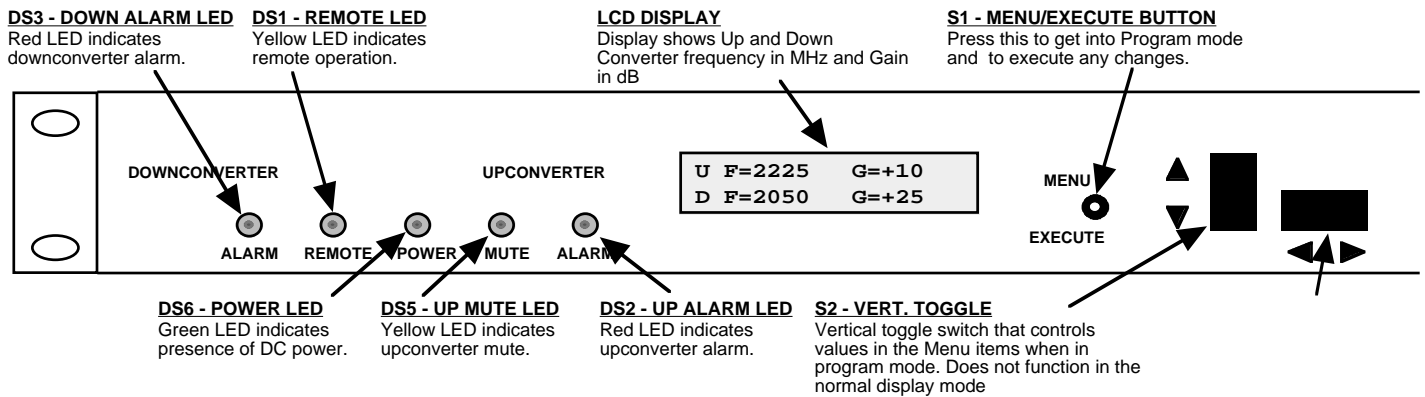 DS3 - DOWN ALARM LED
Red LED indicates
downconverter alarm.
DS1 - REMOTE LED
Yellow LED indicates
remote operation.
LCD DISPLAY
Display shows Up and Down
Converter frequency in MHz and Gain
in dB
S1 - MENU/EXECUTE BUTTON
Press this to get into Program mode
and to execute any changes.
DOWNCONVERTER
UPCONVERTER
U F=2225 G=+10
D F=2050 G=+25
MENU
EXECUTE
ALARM
REMOTE
POWER
MUTE
ALARM
DS6 - POWER LED
Green LED indicates
presence of DC power.
DS5 - UP MUTE LED
Yellow LED indicates
upconverter mute.
DS2 - UP ALARM LED
Red LED indicates
upconverter alarm.
S2 - VERT. TOGGLE
Vertical toggle switch that controls
values in the Menu items when in
program mode. Does not function in the
normal display mode